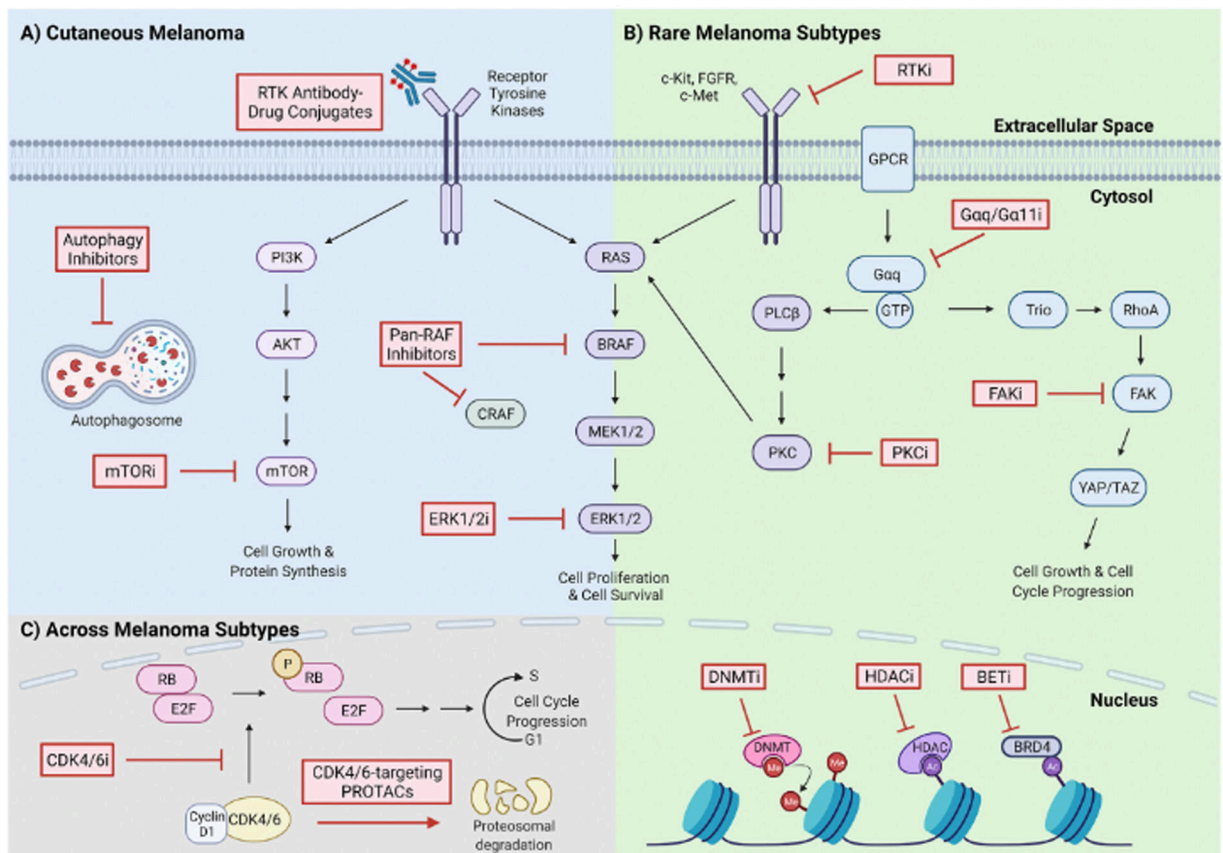 A) Cutaneous Melanoma
RTK Antibody-
Drug Conjugates
Receptor
Tyrosine
Kinases
Autophagy
Inhibitors
Autophagosome
PI3K
AKT
mTORi
mTOR
Cell Growth &
Protein Synthesis
RAS
Pan-RAF
Inhibitors
BRAF
CRAF
MEK1/2
ERK1/2i
ERK1/2
Cell Proliferation
& Cell Survival
B) Rare Melanoma Subtypes
c-Kit, FGFR,
c-Met
RTKi
Extracellular Space
GPCR
Cytosol
Gαq/Gα11i
Gαq
GTP
PLCβ
Trio
RhoA
FAKi
FAK
PKC
PKCi
YAP/TAZ
Cell Growth & Cell
Cycle Progression
C) Across Melanoma Subtypes
RB
E2F
P
RB
E2F
S
Cell Cycle
Progression
G1
CDK4/6i
CDK4/6-targeting
PROTACs
Cyclin
D1
CDK4/6
Proteosomal
degradation
DNMTi
HDACi
BETi
Nucleus
DNMT
Me
Me
Me
HDAC
Ac
BRD4
Ac